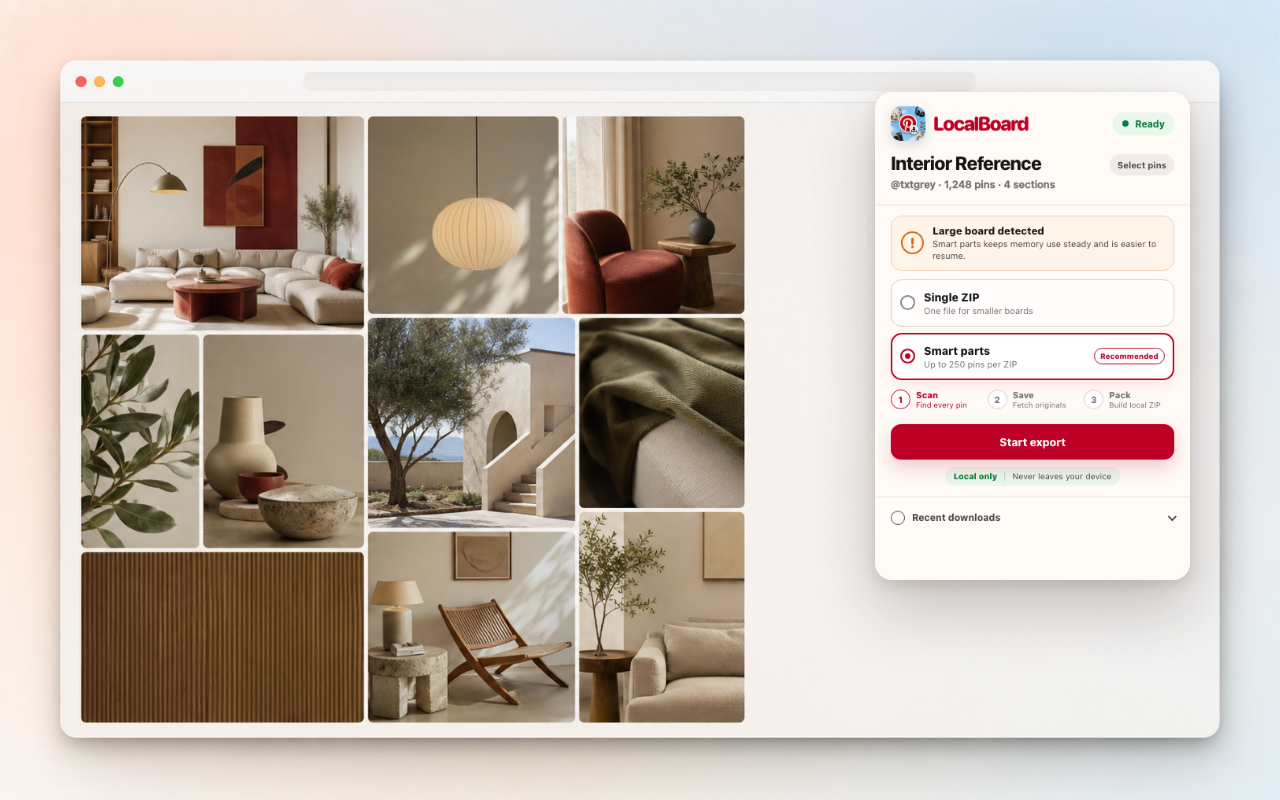 LocalBoard
Ready
Interior Reference
Select pins
@txtgrey · 1,248 pins · 4 sections
!
Large board detected
Smart parts keeps memory use steady and is easier to
resume.
Single ZIP
One file for smaller boards
Smart parts
Up to 250 pins per ZIP
Recommended
1
Scan
Find every pin
2
Save
Fetch originals
3
Pack
Build local ZIP
Start export
Local only
Never leaves your device
Recent downloads